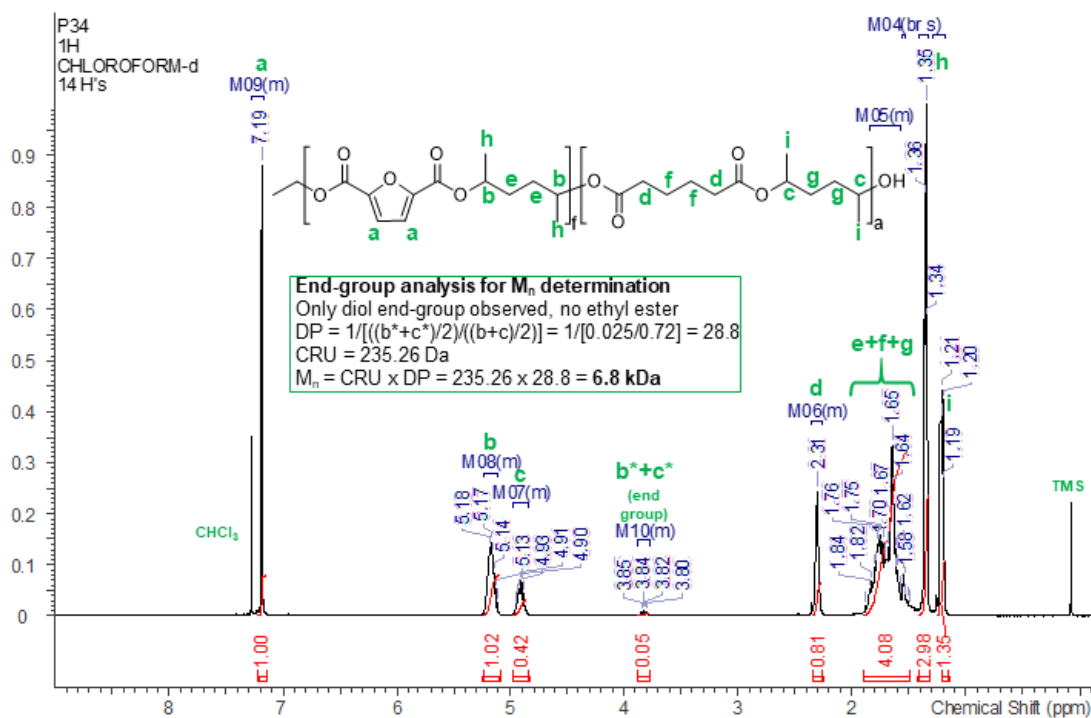 P34
1H
CHLOROFORM-d
14 H's
a
M09(m)
7.19
M04(br s)
1.35
h
M05(m)
1.36
1.34
h
i
O
O
O
O
O
O
b
e
e
b
h
a
a
f
O
O
O
O
d
f
f
d
c
g
g
c
i
a
OH
End-group analysis for Mn determination
Only diol end-group observed, no ethyl ester
DP = 1/[((b*+c*)/2)/((b+c)/2)] = 1/[0.025/0.72] = 28.8
CRU = 235.26 Da
Mn = CRU x DP = 235.26 x 28.8 = 6.8 kDa
e+f+g
d
M06(m)
2.31
1.84
1.82
1.76
1.75
1.70
1.67
1.65
1.64
1.62
1.58
1.21
1.20
1.19
i
b
M08(m)
5.18
5.17
5.14
5.13
c
M07(m)
4.93
4.91
4.90
b*+c*
(end group)
M10(m)
3.85
3.84
3.82
3.80
CHCl3
TMS
0.9
0.8
0.7
0.6
0.5
0.4
0.3
0.2
0.1
0
1.00
1.02
0.42
0.05
0.81
4.08
2.98
1.35
8
7
6
5
4
3
2
1
Chemical Shift (ppm)